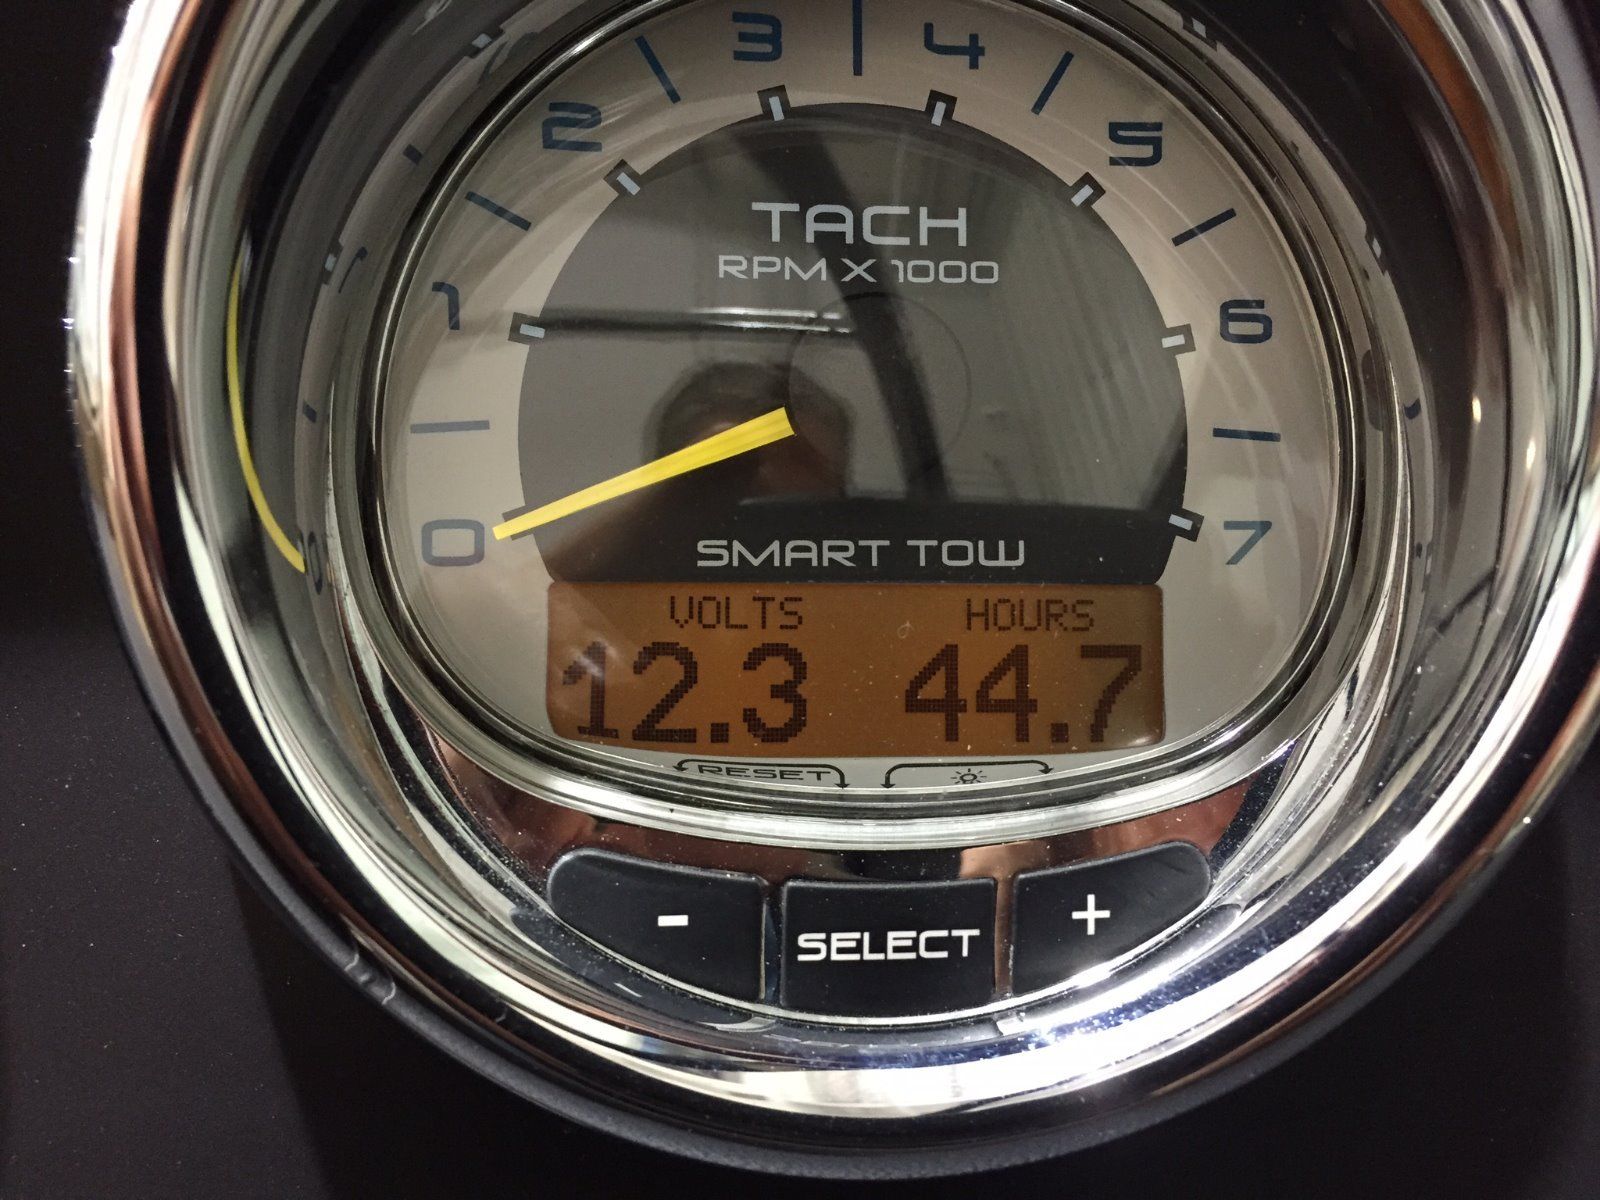 3 4
2 5
TACH
RPM X 1000
1 6
0 7
SMART TOW
VOLTS HOURS
12.3 44.7
RESET
- SELECT +